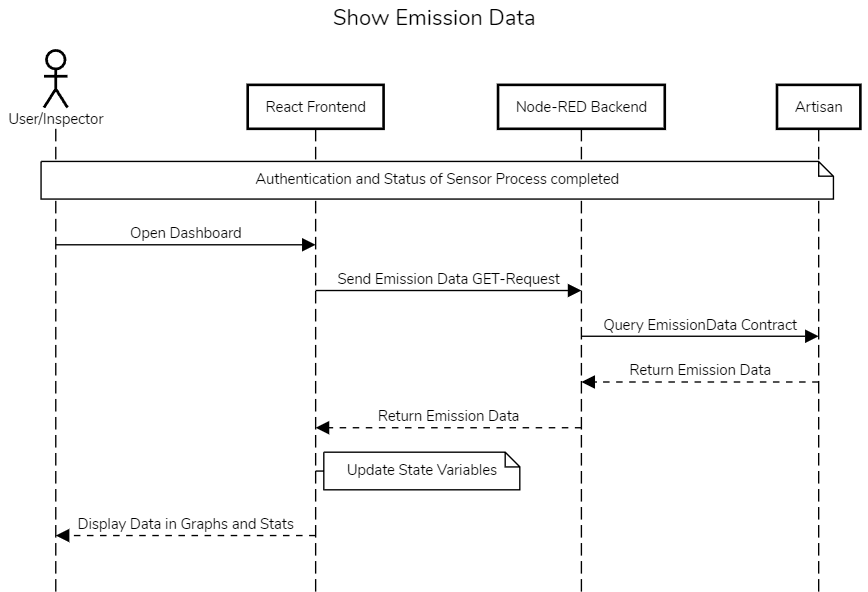 Show Emission Data
User/Inspector
React Frontend
Node-RED Backend
Artisan
Authentication and Status of Sensor Process completed
Open Dashboard
Send Emission Data GET-Request
Query EmissionData Contract
Return Emission Data
Return Emission Data
Update State Variables
Display Data in Graphs and Stats